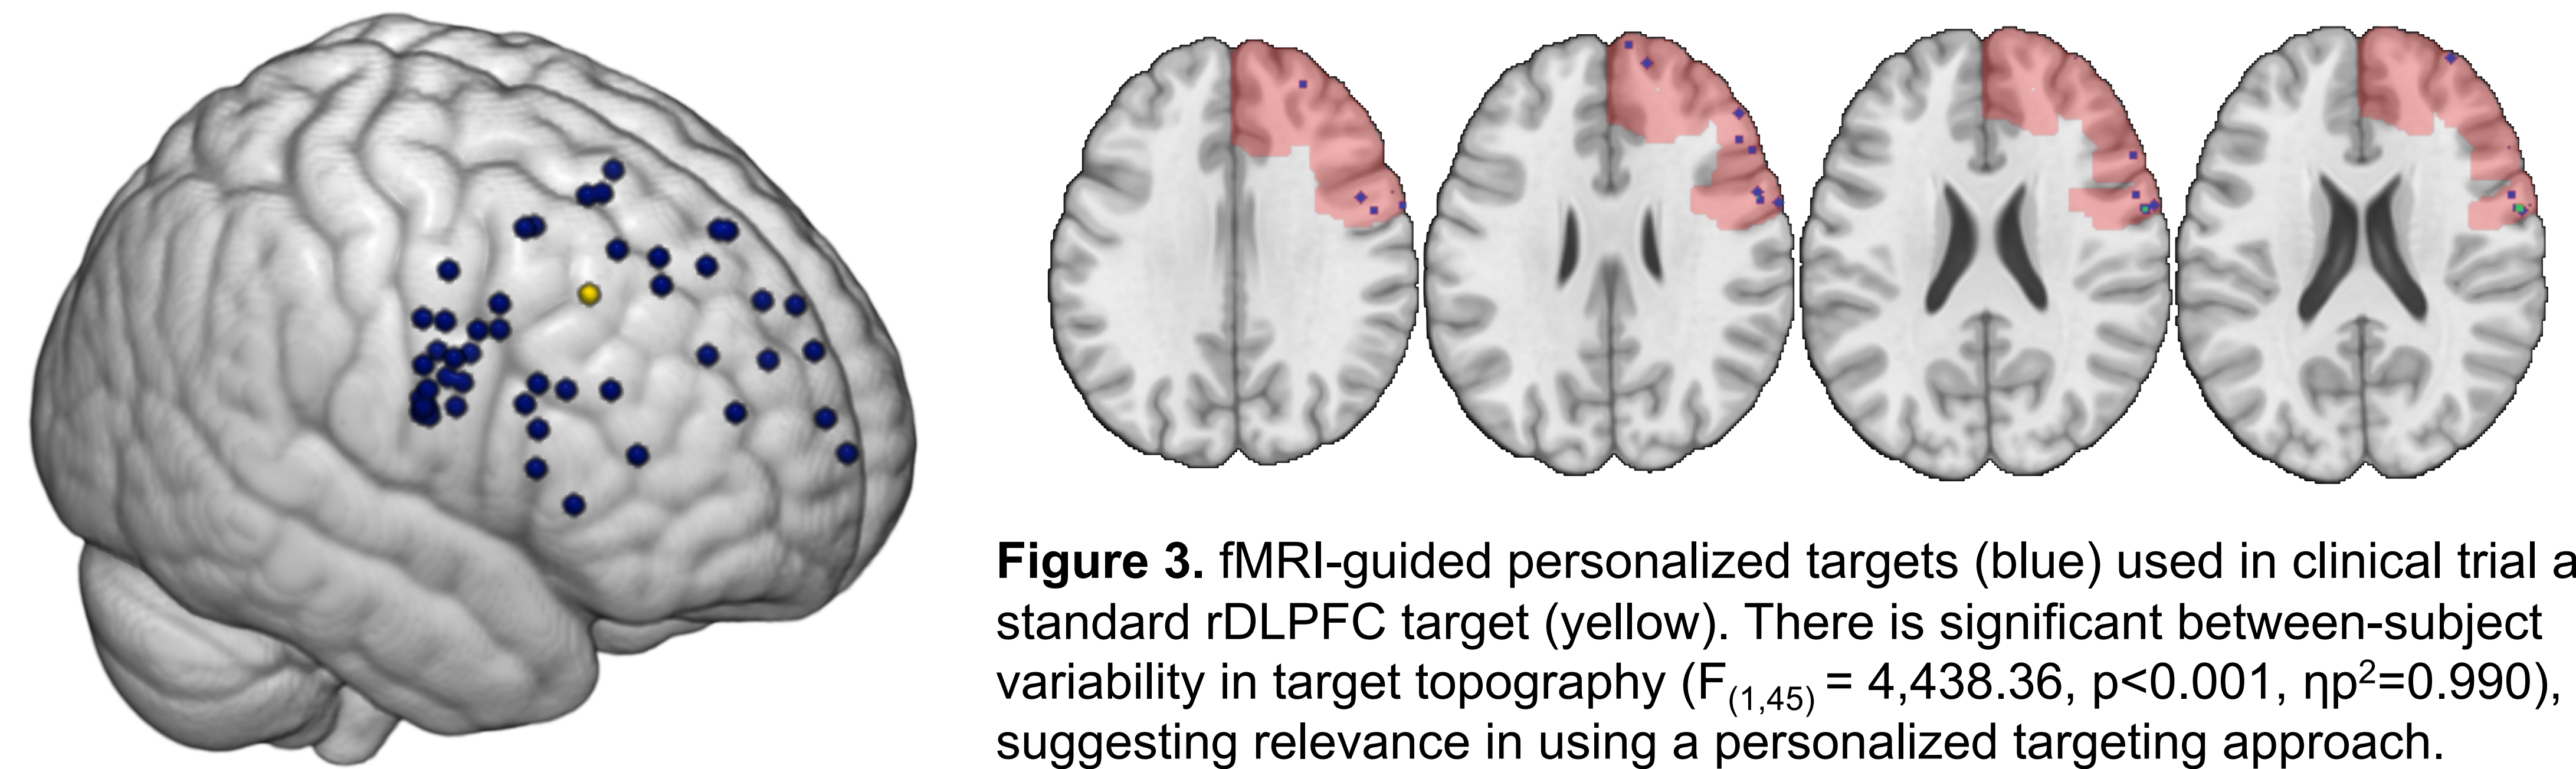 Figure 3. fMRI-guided personalized targets (blue) used in clinical trial a
standard rDLPFC target (yellow). There is significant between-subject
variability in target topography (F(1,45) = 4,438.36, p<0.001, ηp²=0.990),
suggesting relevance in using a personalized targeting approach.